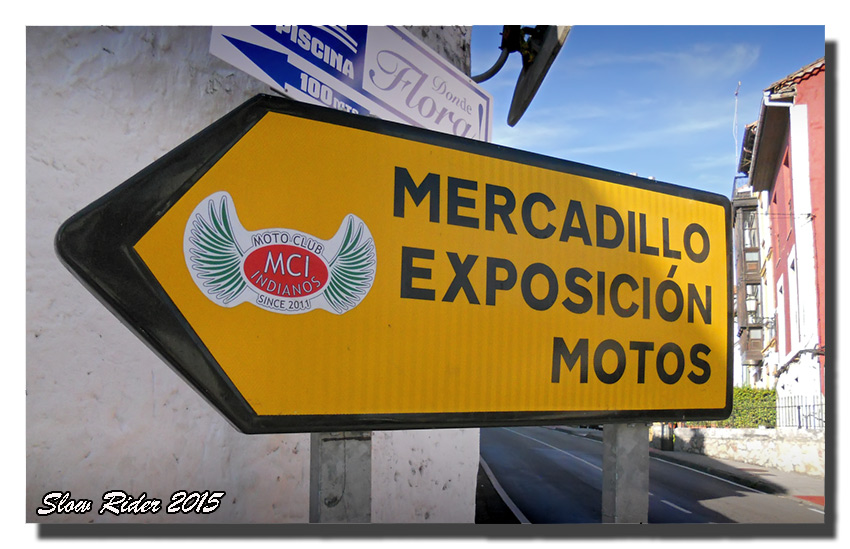 PISCINA
100 MTS
Donde
Flora!
MERCADILLO
EXPOSICIÓN
MOTOS
MOTO CLUB
MCI
INDIANOS
SINCE 2011
Slow Rider 2015